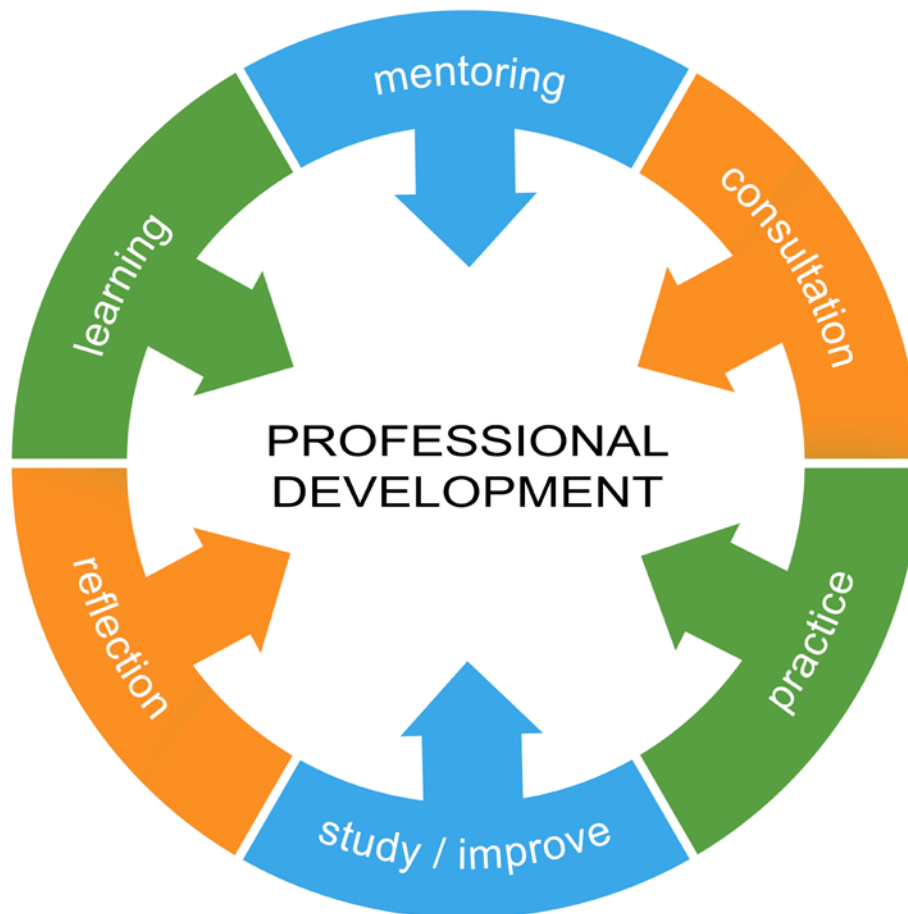 mentoring
consultation
practice
study / improve
reflection
learning
PROFESSIONAL
DEVELOPMENT